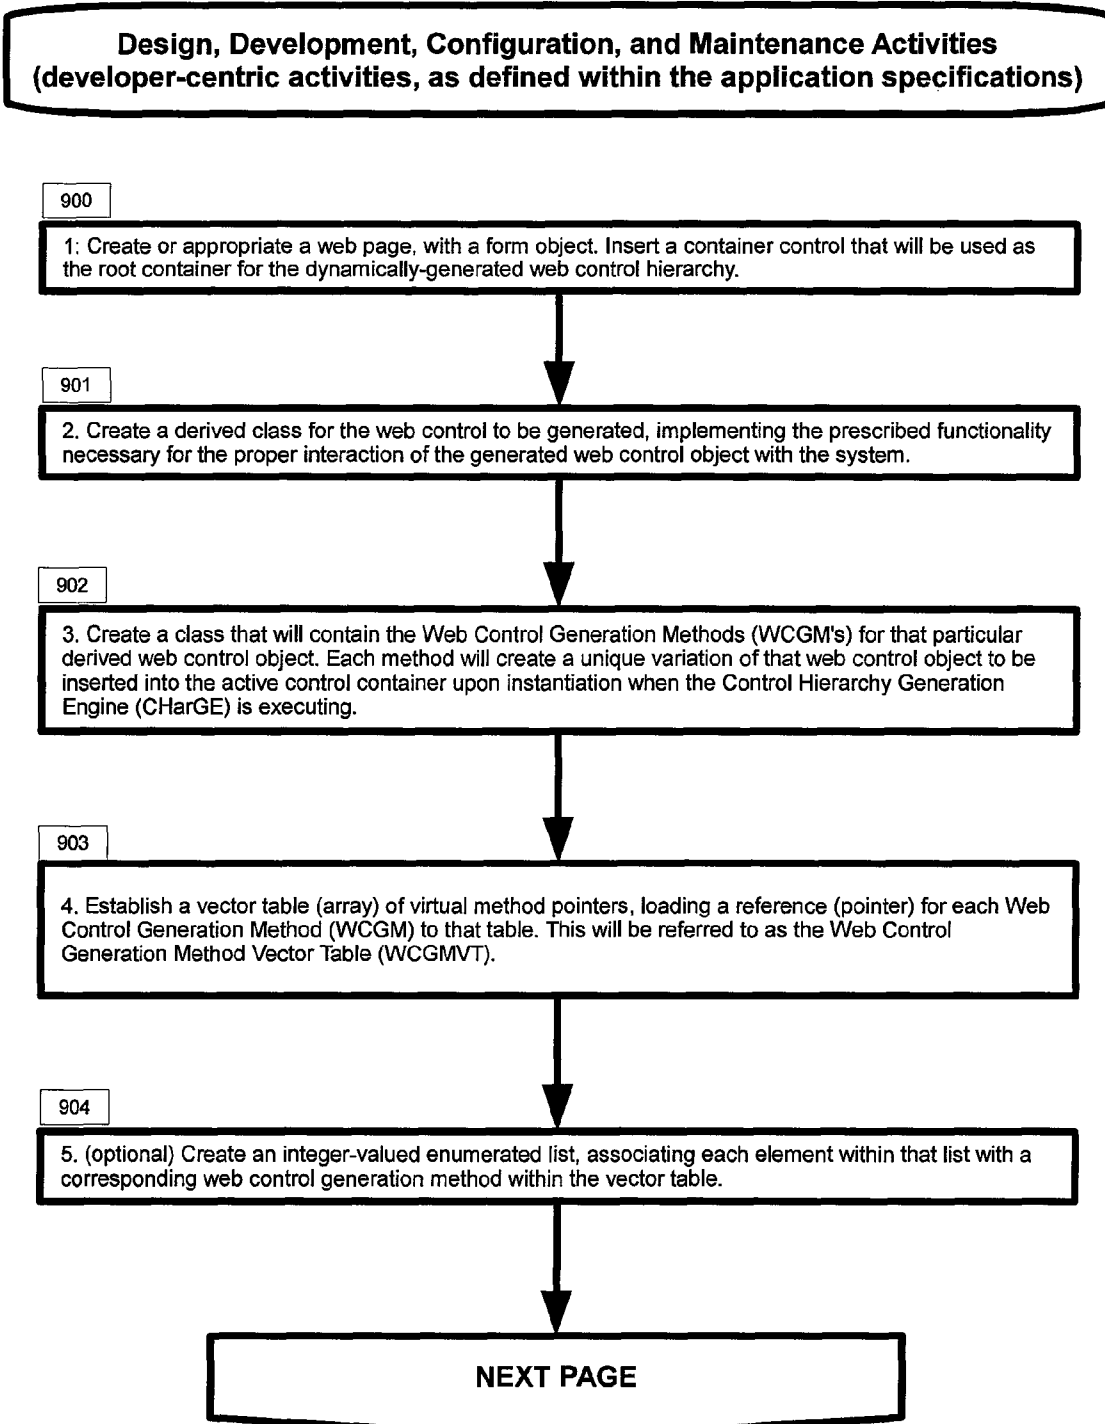 Design, Development, Configuration, and Maintenance Activities
(developer-centric activities, as defined within the application specifications)
900
1: Create or appropriate a web page, with a form object. Insert a container control that will be used as
the root container for the dynamically-generated web control hierarchy.
901
2. Create a derived class for the web control to be generated, implementing the prescribed functionality
necessary for the proper interaction of the generated web control object with the system.
902
3. Create a class that will contain the Web Control Generation Methods (WCGM's) for that particular
derived web control object. Each method will create a unique variation of that web control object to be
inserted into the active control container upon instantiation when the Control Hierarchy Generation
Engine (CHarGE) is executing.
903
4. Establish a vector table (array) of virtual method pointers, loading a reference (pointer) for each Web
Control Generation Method (WCGM) to that table. This will be referred to as the Web Control
Generation Method Vector Table (WCGMVT).
904
5. (optional) Create an integer-valued enumerated list, associating each element within that list with a
corresponding web control generation method within the vector table.
NEXT PAGE